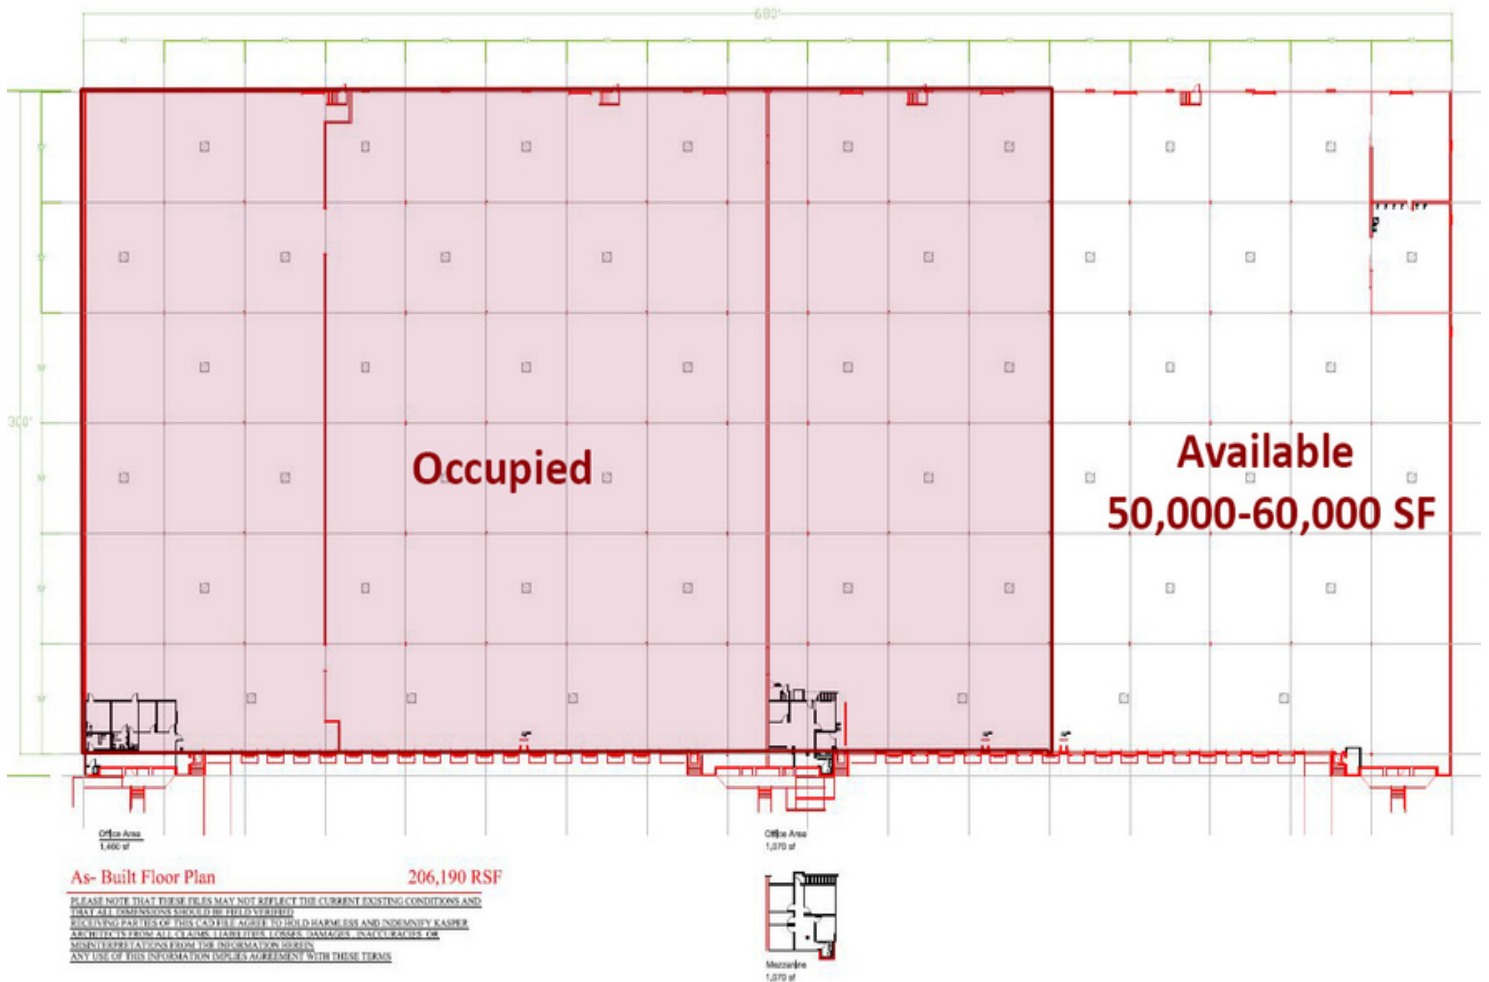 680'
300'
Occupied
Available
50,000-60,000 SF
Office Area
1,460 sf
Office Area
1,070 sf
As- Built Floor Plan 206,190 RSF
PLEASE NOTE THAT THESE FILES MAY NOT REFLECT THE CURRENT EXISTING CONDITIONS AND
THAT ALL DIMENSIONS SHOULD BE FIELD VERIFIED
RECEIVING PARTIES OF THIS CAD FILE AGREE TO HOLD HARMLESS AND INDEMNIFY KASPER
ARCHITECTS FROM ALL CLAIMS, LIABILITIES, LOSSES, DAMAGES, INACCURACIES OR
MISINTERPRETATIONS FROM THE INFORMATION HEREIN
ANY USE OF THIS INFORMATION IMPLIES AGREEMENT WITH THESE TERMS
Mezzanine
1,070 sf